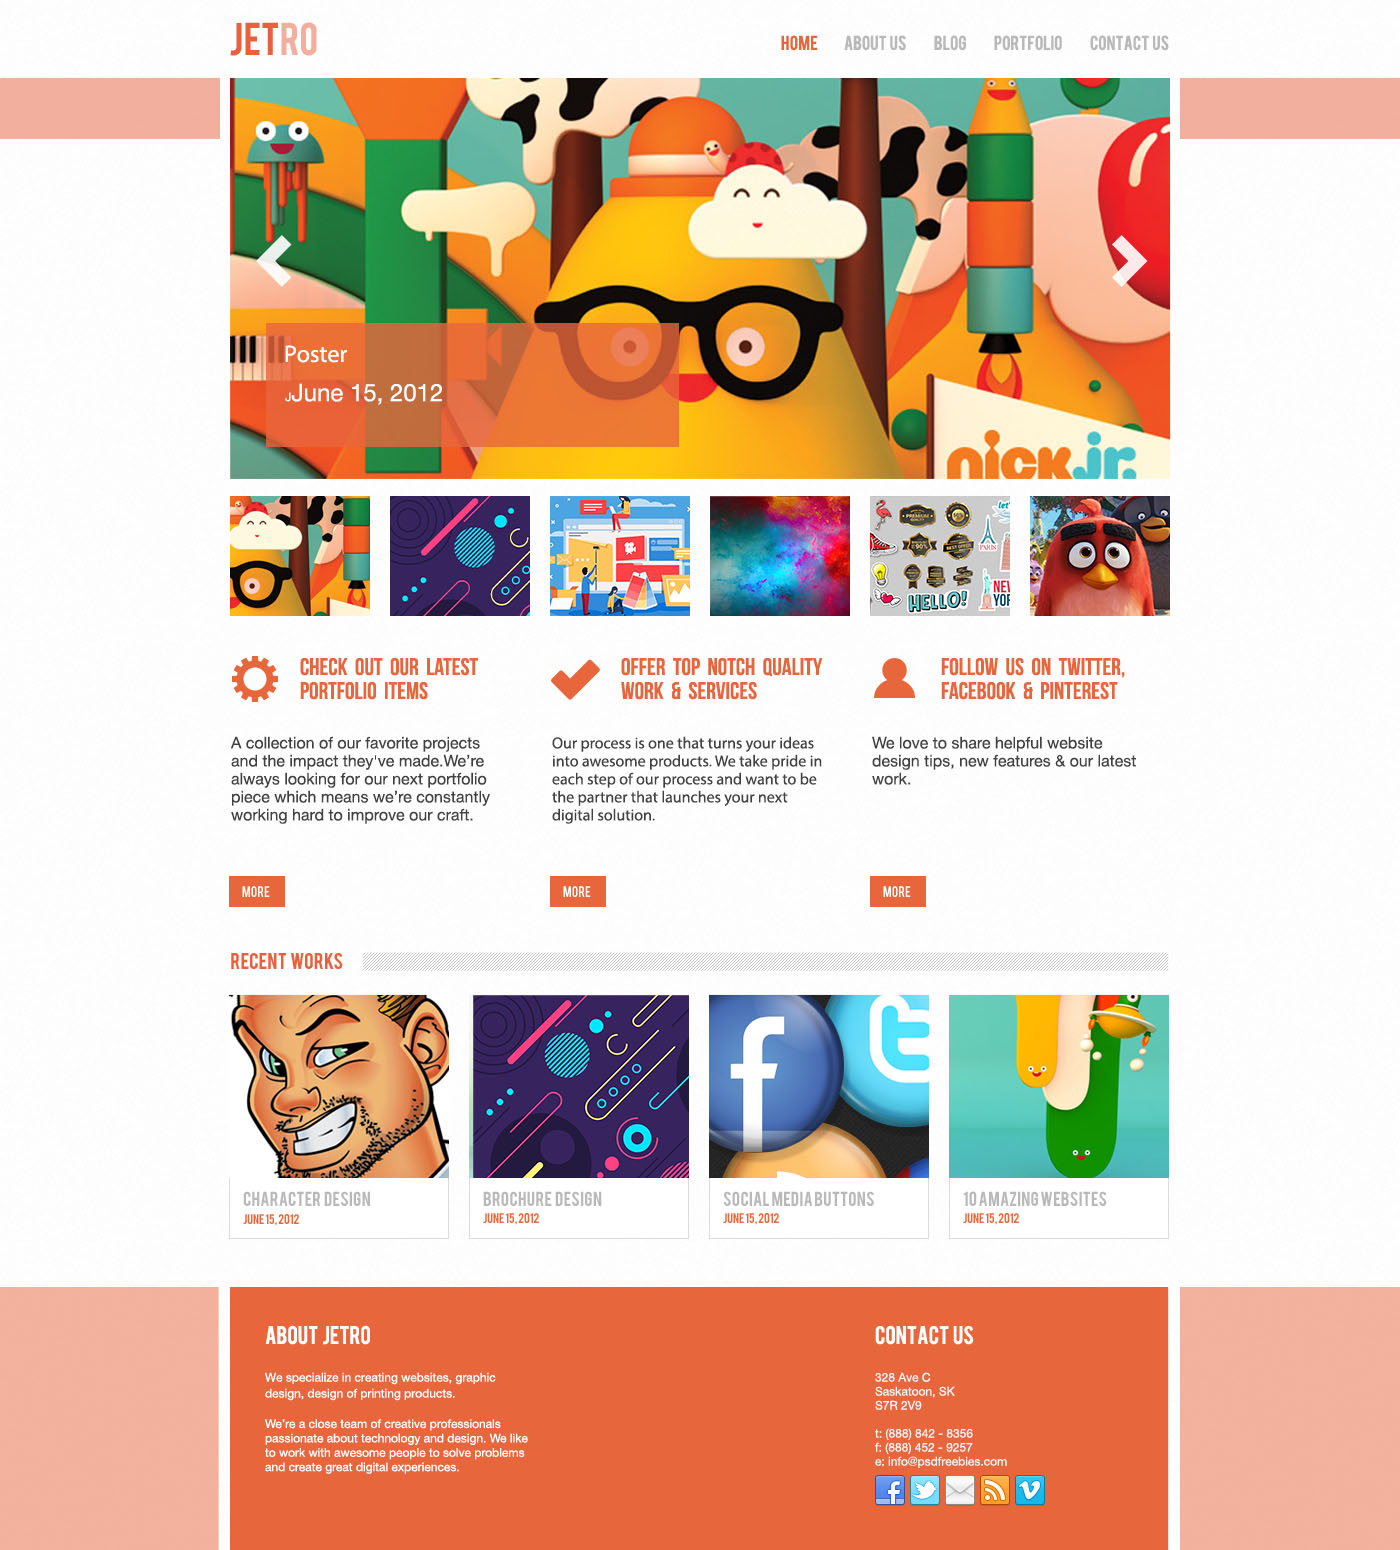 JETRO
HOME ABOUT US BLOG PORTFOLIO CONTACT US
Poster
JJune 15, 2012
nick jr.
PREMIUM
QUALITY
90%
BEST OFFER
let's
PARIS
HELLO!
NEW
YOR
CHECK OUT OUR LATEST
PORTFOLIO ITEMS
A collection of our favorite projects
and the impact they've made.We're
always looking for our next portfolio
piece which means we're constantly
working hard to improve our craft.
MORE
OFFER TOP NOTCH QUALITY
WORK & SERVICES
Our process is one that turns your ideas
into awesome products. We take pride in
each step of our process and want to be
the partner that launches your next
digital solution.
MORE
FOLLOW US ON TWITTER,
FACEBOOK & PINTEREST
We love to share helpful website
design tips, new features & our latest
work.
MORE
RECENT WORKS
CHARACTER DESIGN
JUNE 15, 2012
BROCHURE DESIGN
JUNE 15, 2012
SOCIAL MEDIA BUTTONS
JUNE 15, 2012
10 AMAZING WEBSITES
JUNE 15, 2012
ABOUT JETRO
We specialize in creating websites, graphic
design, design of printing products.
We're a close team of creative professionals
passionate about technology and design. We like
to work with awesome people to solve problems
and create great digital experiences.
CONTACT US
328 Ave C
Saskatoon, SK
S7R 2V9
t: (888) 842 - 8356
f: (888) 452 - 9257
e: info@psdfreebies.com